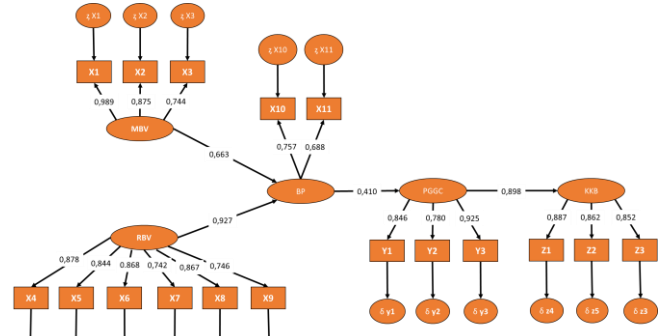 ξ X1
ξ X2
ξ X3
ξ X10
ξ X11
X1
X2
X3
0,989
0,875
0,744
X10
X11
MBV
0,757
0,688
0,663
BP
0,410
PGGC
0,898
KKB
0,927
0,846
0,780
0,925
0,887
0,862
0,852
RBV
0,878
0,844
0.868
0,742
0,867
0,746
Y1
Y2
Y3
Z1
Z2
Z3
X4
X5
X6
X7
X8
X9
δ y1
δ y2
δ y3
δ z4
δ z5
δ z3